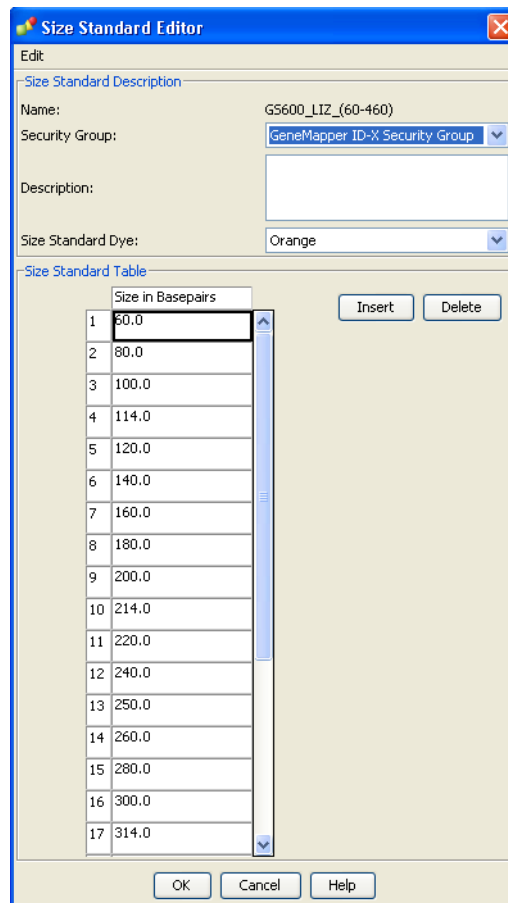 Size Standard Editor
Edit
Size Standard Description
Name: GS600_LIZ_(60-460)
Security Group: GeneMapper ID-X Security Group
Description:
Size Standard Dye: Orange
Size Standard Table
Size in Basepairs
Insert Delete
1 60.0
2 80.0
3 100.0
4 114.0
5 120.0
6 140.0
7 160.0
8 180.0
9 200.0
10 214.0
11 220.0
12 240.0
13 250.0
14 260.0
15 280.0
16 300.0
17 314.0
OK Cancel Help